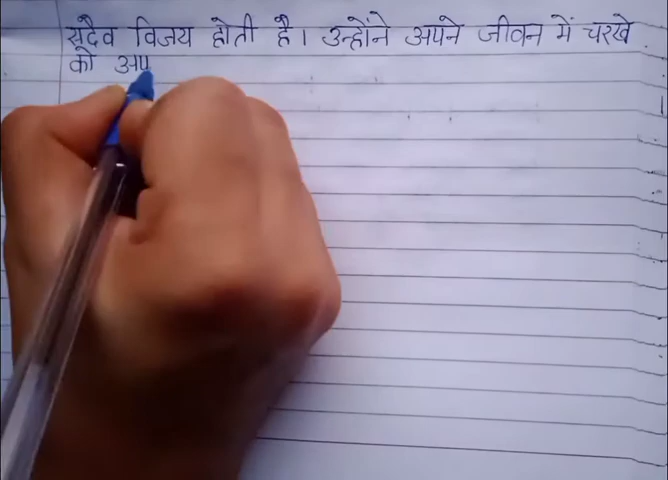 सदैव विजय होती है। उन्होंने अपने जीवन में चरखे
को अप